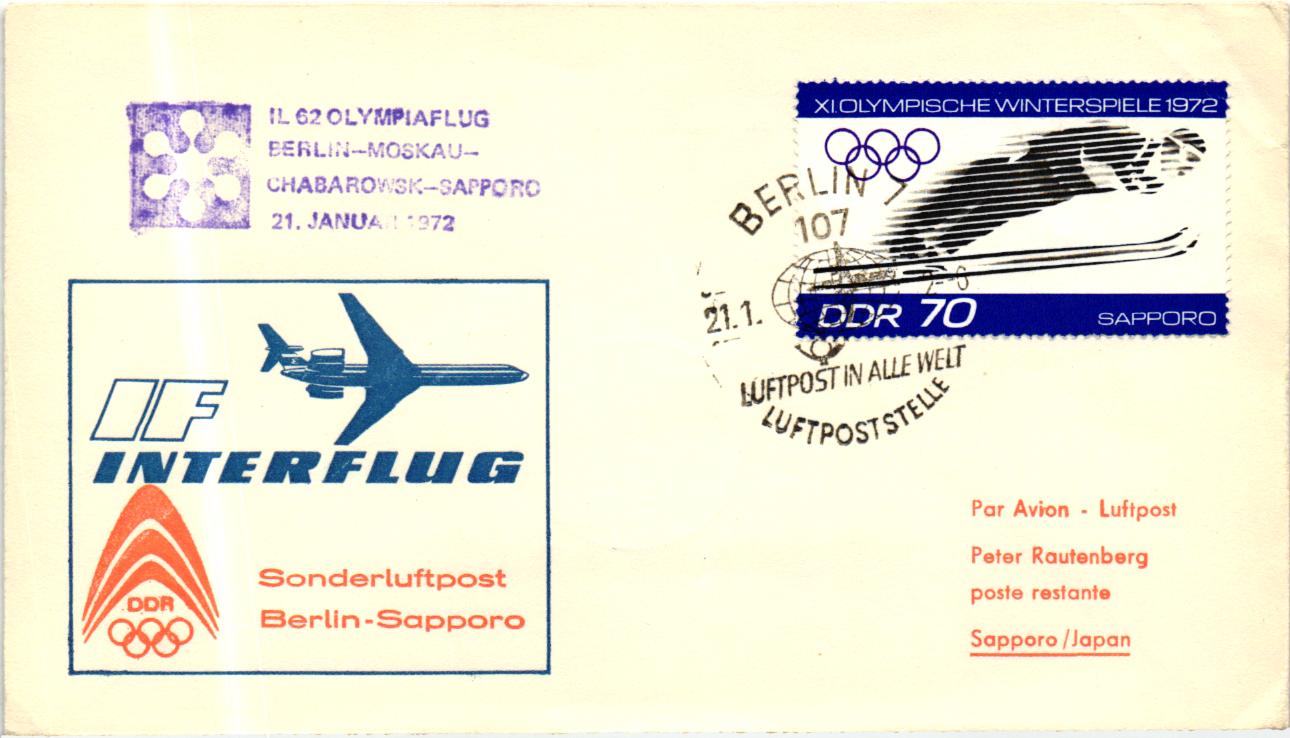 IL 62 OLYMPIAFLUG
BERLIN-MOSKAU-
CHABAROWSK-SAPPORO
21. JANUAR 1972
XI. OLYMPISCHE WINTERSPIELE 1972
DDR 70
SAPPORO
BERLIN
107
21.1.
LUFTPOST IN ALLE WELT
LUFTPOSTSTELLE
IF
INTERFLUG
DDR
Sonderluftpost
Berlin-Sapporo
Par Avion - Luftpost
Peter Rautenberg
poste restante
Sapporo/Japan